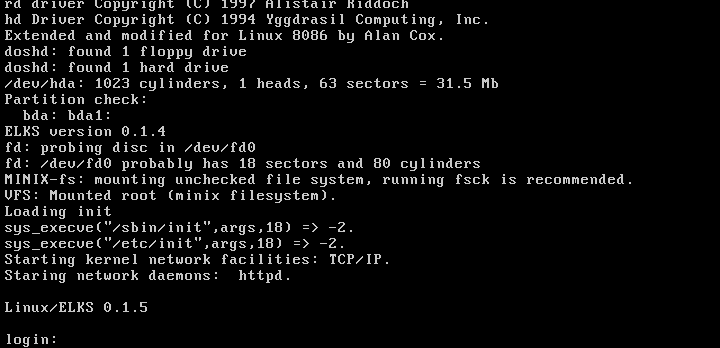 rd driver Copyright (C) 1997 Alistair Riddoch
hd Driver Copyright (C) 1994 Yggdrasil Computing, Inc.
Extended and modified for Linux 8086 by Alan Cox.
doshd: found 1 floppy drive
doshd: found 1 hard drive
/dev/hda: 1023 cylinders, 1 heads, 63 sectors = 31.5 Mb
Partition check:
  bda: bda1:
ELKS version 0.1.4
fd: probing disc in /dev/fd0
fd: /dev/fd0 probably has 18 sectors and 80 cylinders
MINIX-fs: mounting unchecked file system, running fsck is recommended.
VFS: Mounted root (minix filesystem).
Loading init
sys_execve("/sbin/init",args,18) => -2.
sys_execve("/etc/init",args,18) => -2.
Starting kernel network facilities: TCP/IP.
Staring network daemons:  httpd.
Linux/ELKS 0.1.5
login: